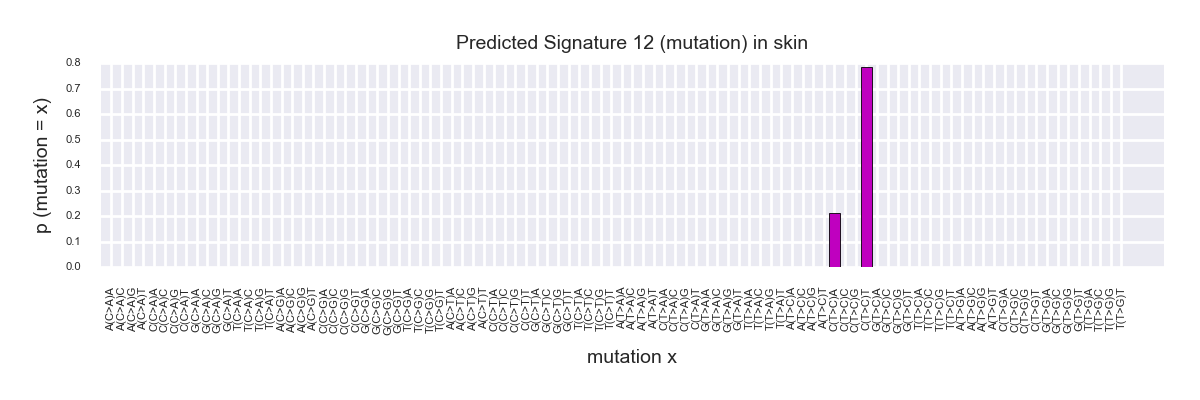 Predicted Signature 12 (mutation) in skin
p (mutation = x)
0.8
0.7
0.6
0.5
0.4
0.3
0.2
0.1
0.0
A(C>A)A
A(C>A)C
A(C>A)G
A(C>A)T
C(C>A)A
C(C>A)C
C(C>A)G
C(C>A)T
G(C>A)A
G(C>A)C
G(C>A)G
G(C>A)T
T(C>A)A
T(C>A)C
T(C>A)G
T(C>A)T
A(C>G)A
A(C>G)C
A(C>G)G
A(C>G)T
C(C>G)A
C(C>G)C
C(C>G)G
C(C>G)T
G(C>G)A
G(C>G)C
G(C>G)G
G(C>G)T
T(C>G)A
T(C>G)C
T(C>G)G
T(C>G)T
A(C>T)A
A(C>T)C
A(C>T)G
A(C>T)T
C(C>T)A
C(C>T)C
C(C>T)G
C(C>T)T
G(C>T)A
G(C>T)C
G(C>T)G
G(C>T)T
T(C>T)A
T(C>T)C
T(C>T)G
T(C>T)T
A(T>A)A
A(T>A)C
A(T>A)G
A(T>A)T
C(T>A)A
C(T>A)C
C(T>A)G
C(T>A)T
G(T>A)A
G(T>A)C
G(T>A)G
G(T>A)T
T(T>A)A
T(T>A)C
T(T>A)G
T(T>A)T
A(T>C)A
A(T>C)C
A(T>C)G
A(T>C)T
C(T>C)A
C(T>C)C
C(T>C)G
C(T>C)T
G(T>C)A
G(T>C)C
G(T>C)G
G(T>C)T
T(T>C)A
T(T>C)C
T(T>C)G
T(T>C)T
A(T>G)A
A(T>G)C
A(T>G)G
A(T>G)T
C(T>G)A
C(T>G)C
C(T>G)G
C(T>G)T
G(T>G)A
G(T>G)C
G(T>G)G
G(T>G)T
T(T>G)A
T(T>G)C
T(T>G)G
T(T>G)T
mutation x